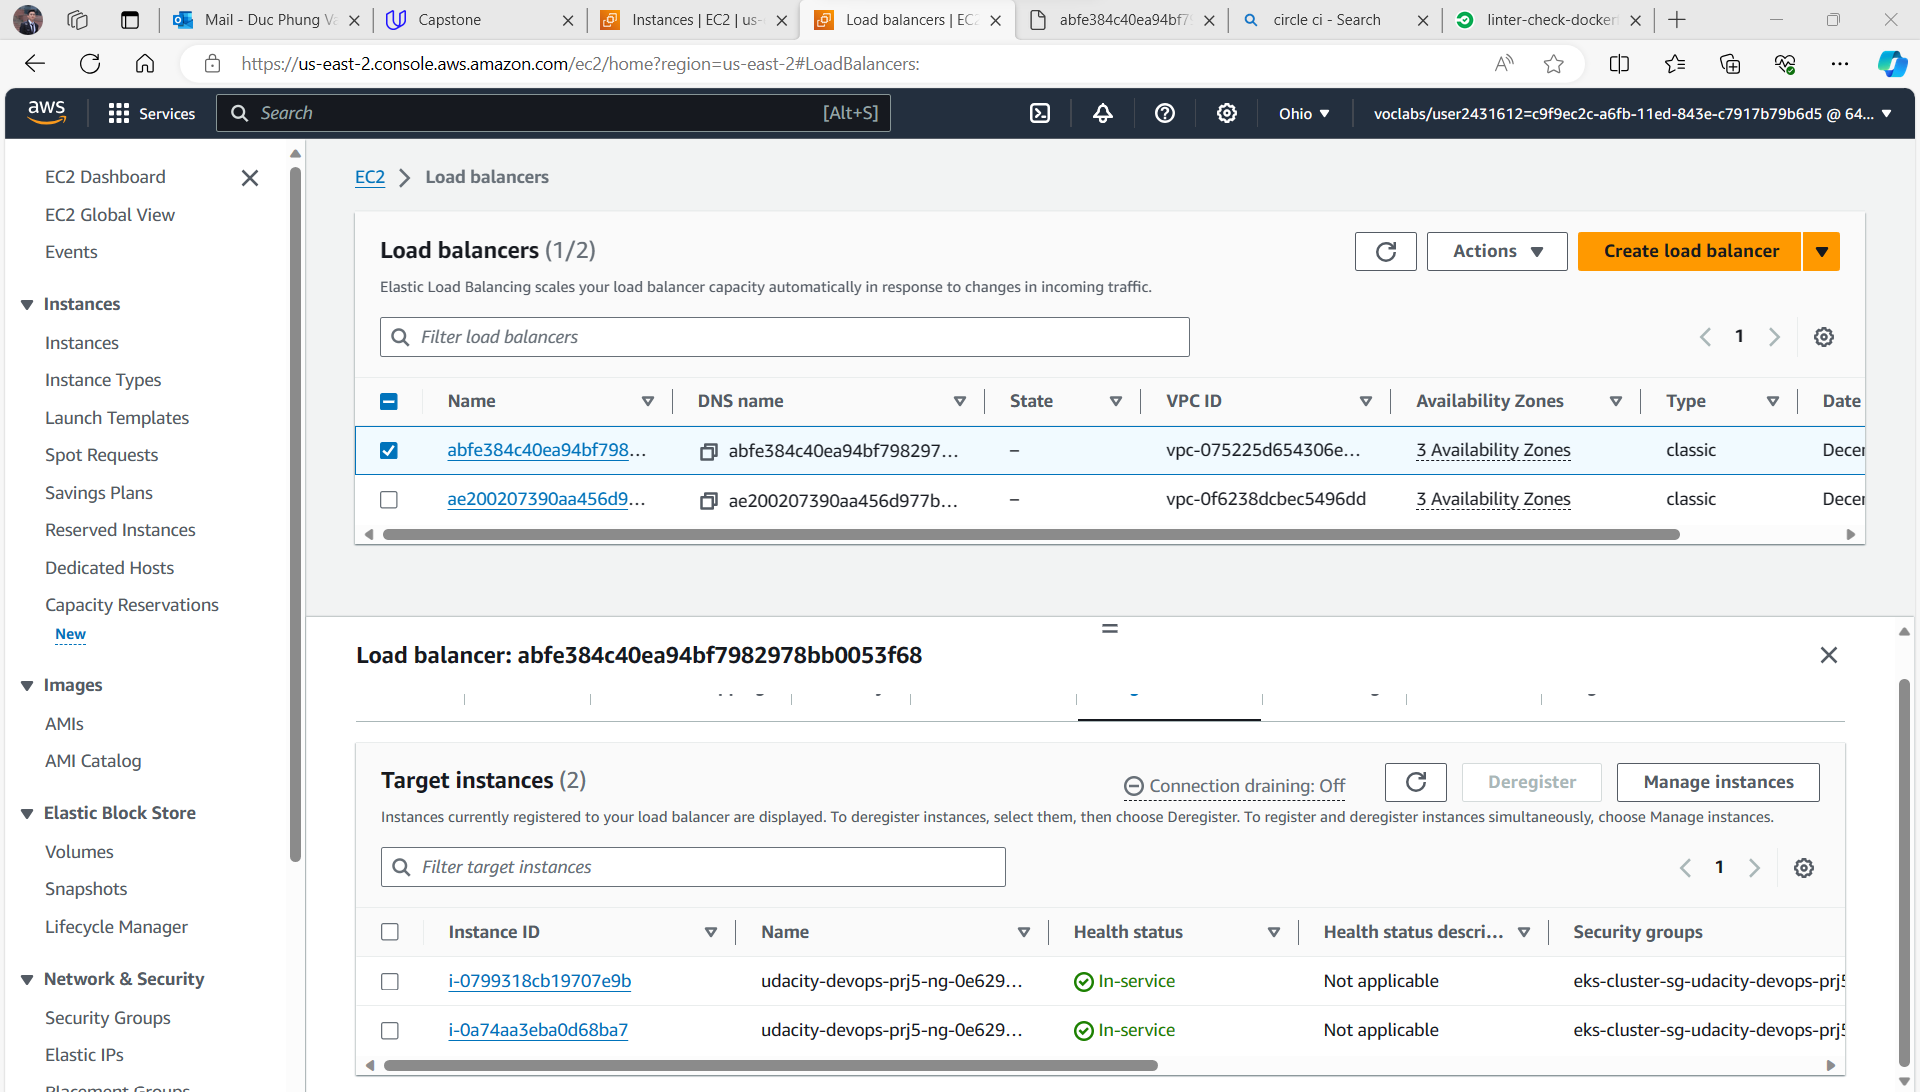 Mail - Duc Phung Va
Capstone
Instances | EC2 | us-
Load balancers | EC2
abfe384c40ea94bf7
circle ci - Search
linter-check-docker
https://us-east-2.console.aws.amazon.com/ec2/home?region=us-east-2#LoadBalancers:
aws
Services
Search
[Alt+S]
Ohio
voclabs/user2431612=c9f9ec2c-a6fb-11ed-843e-c7917b79b6d5 @ 64...
EC2 Dashboard
EC2 Global View
Events
Instances
Instances
Instance Types
Launch Templates
Spot Requests
Savings Plans
Reserved Instances
Dedicated Hosts
Capacity Reservations
New
Images
AMIs
AMI Catalog
Elastic Block Store
Volumes
Snapshots
Lifecycle Manager
Network & Security
Security Groups
Elastic IPs
Placement Groups
EC2 > Load balancers
Load balancers (1/2)
Actions
Create load balancer
Elastic Load Balancing scales your load balancer capacity automatically in response to changes in incoming traffic.
Filter load balancers
1
Name DNS name State VPC ID Availability Zones Type Date
abfe384c40ea94bf798... abfe384c40ea94bf798297... – vpc-075225d654306e... 3 Availability Zones classic Decem
ae200207390aa456d9... ae200207390aa456d977b... – vpc-0f6238dcbec5496dd 3 Availability Zones classic Decem
Load balancer: abfe384c40ea94bf7982978bb0053f68
Target instances (2)
Connection draining: Off
Deregister
Manage instances
Instances currently registered to your load balancer are displayed. To deregister instances, select them, then choose Deregister. To register and deregister instances simultaneously, choose Manage instances.
Filter target instances
1
Instance ID Name Health status Health status descri... Security groups
i-0799318cb19707e9b udacity-devops-prj5-ng-0e629... In-service Not applicable eks-cluster-sg-udacity-devops-prj5
i-0a74aa3eba0d68ba7 udacity-devops-prj5-ng-0e629... In-service Not applicable eks-cluster-sg-udacity-devops-prj5